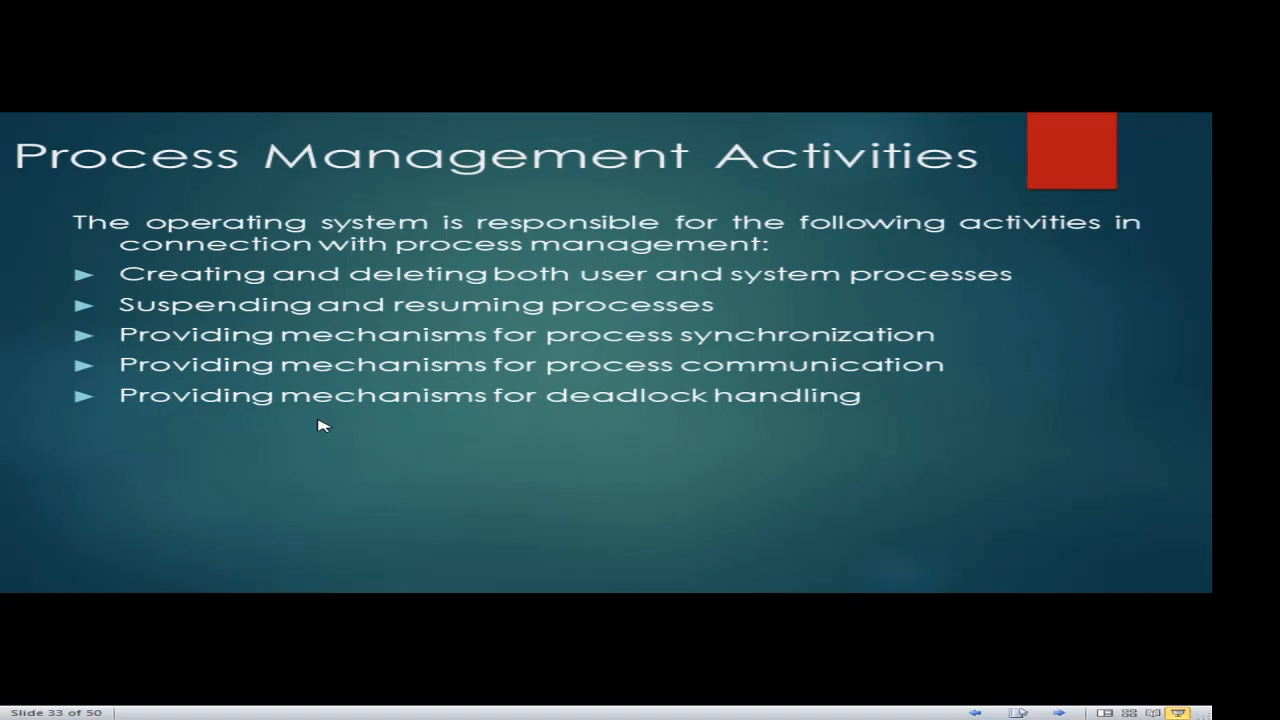 Process Management Activities
The operating system is responsible for the following activities in
connection with process management:
► Creating and deleting both user and system processes
► Suspending and resuming processes
► Providing mechanisms for process synchronization
► Providing mechanisms for process communication
► Providing mechanisms for deadlock handling
Slide 33 of 50